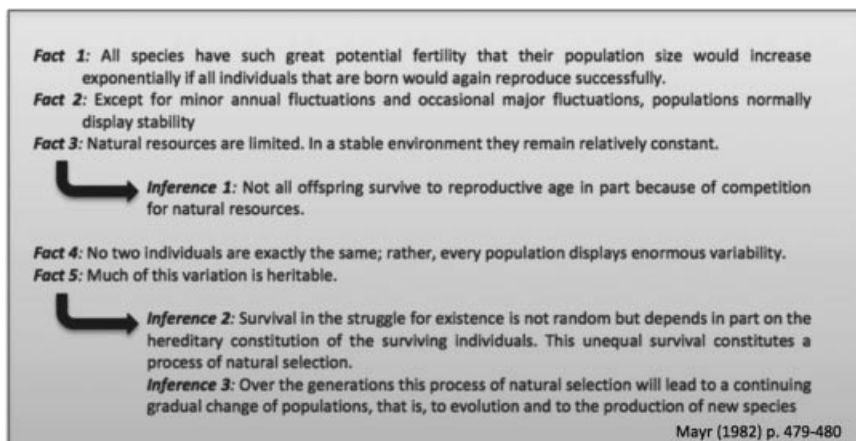 Fact 1: All species have such great potential fertility that their population size would increase
exponentially if all individuals that are born would again reproduce successfully.
Fact 2: Except for minor annual fluctuations and occasional major fluctuations, populations normally
display stability
Fact 3: Natural resources are limited. In a stable environment they remain relatively constant.
Inference 1: Not all offspring survive to reproductive age in part because of competition
for natural resources.
Fact 4: No two individuals are exactly the same; rather, every population displays enormous variability.
Fact 5: Much of this variation is heritable.
Inference 2: Survival in the struggle for existence is not random but depends in part on the
hereditary constitution of the surviving individuals. This unequal survival constitutes a
process of natural selection.
Inference 3: Over the generations this process of natural selection will lead to a continuing
gradual change of populations, that is, to evolution and to the production of new species
Mayr (1982) p. 479-480